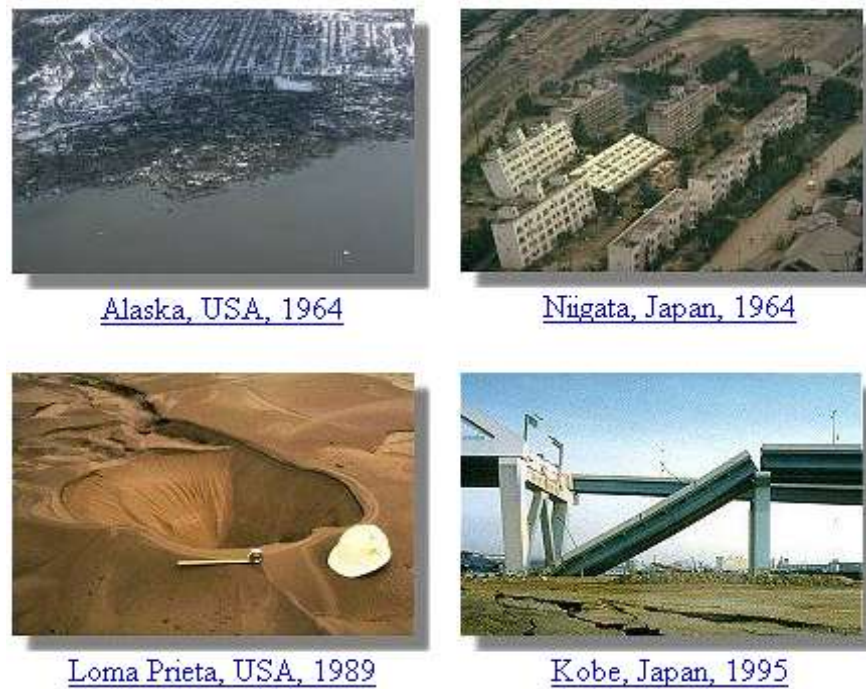 Alaska, USA, 1964
Niigata, Japan, 1964
Loma Prieta, USA, 1989
Kobe, Japan, 1995